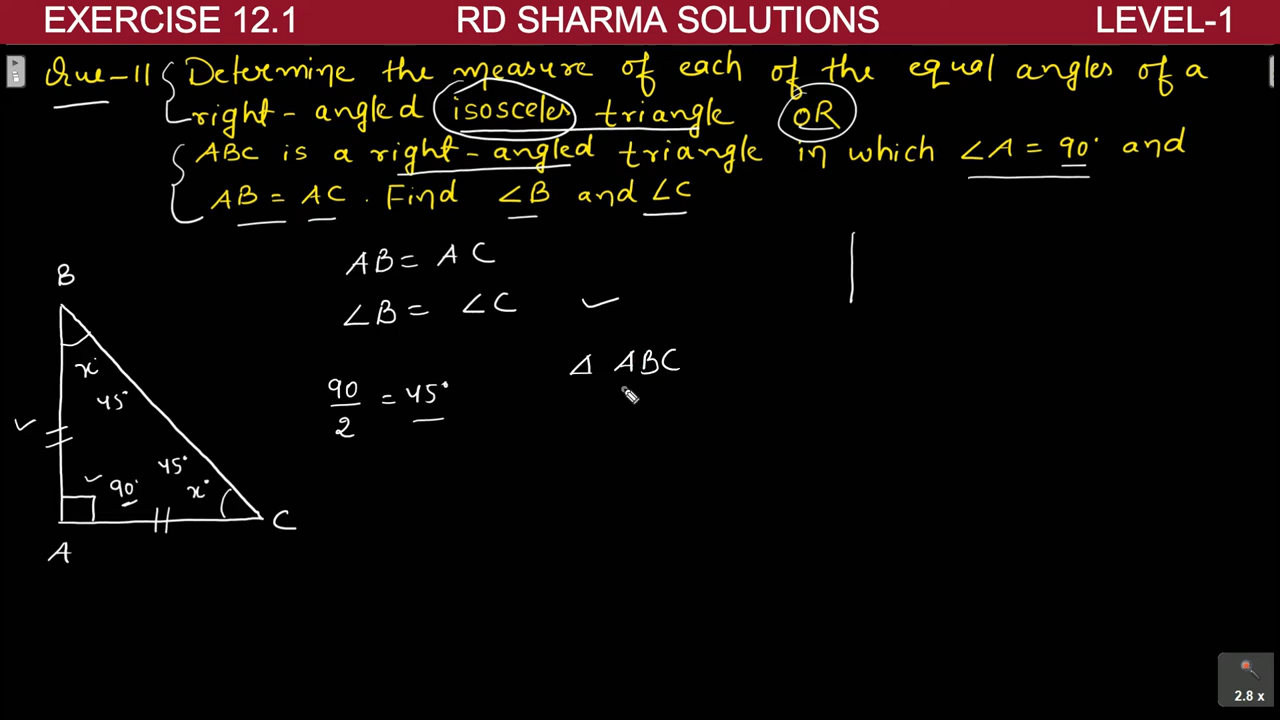 EXERCISE 12.1 RD SHARMA SOLUTIONS LEVEL-1
Que-11 Determine the measure of each of the equal angles of a
right-angled isosceles triangle OR
ABC is a right-angled triangle in which ∠A = 90° and
AB = AC. Find ∠B and ∠C
AB = AC
∠B = ∠C ✓
Δ ABC
90/2 = 45°
B
x°
45°
45°
90° x°
A
C
2.8 x